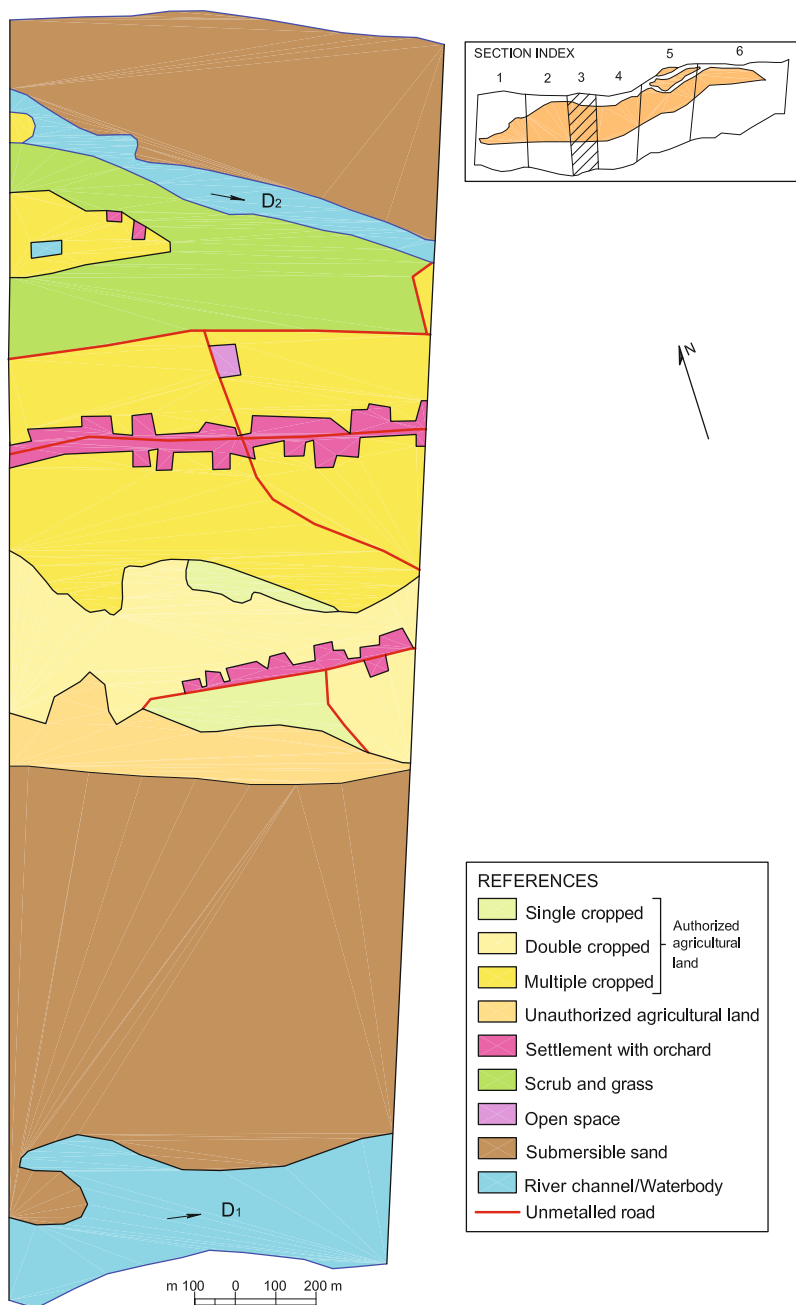 SECTION INDEX
1 2 3 4 5 6
D2
N
REFERENCES
Single cropped
Double cropped
Multiple cropped
Authorized
agricultural
land
Unauthorized agricultural land
Settlement with orchard
Scrub and grass
Open space
Submersible sand
River channel/Waterbody
Unmetalled road
D1
m 100 0 100 200 m